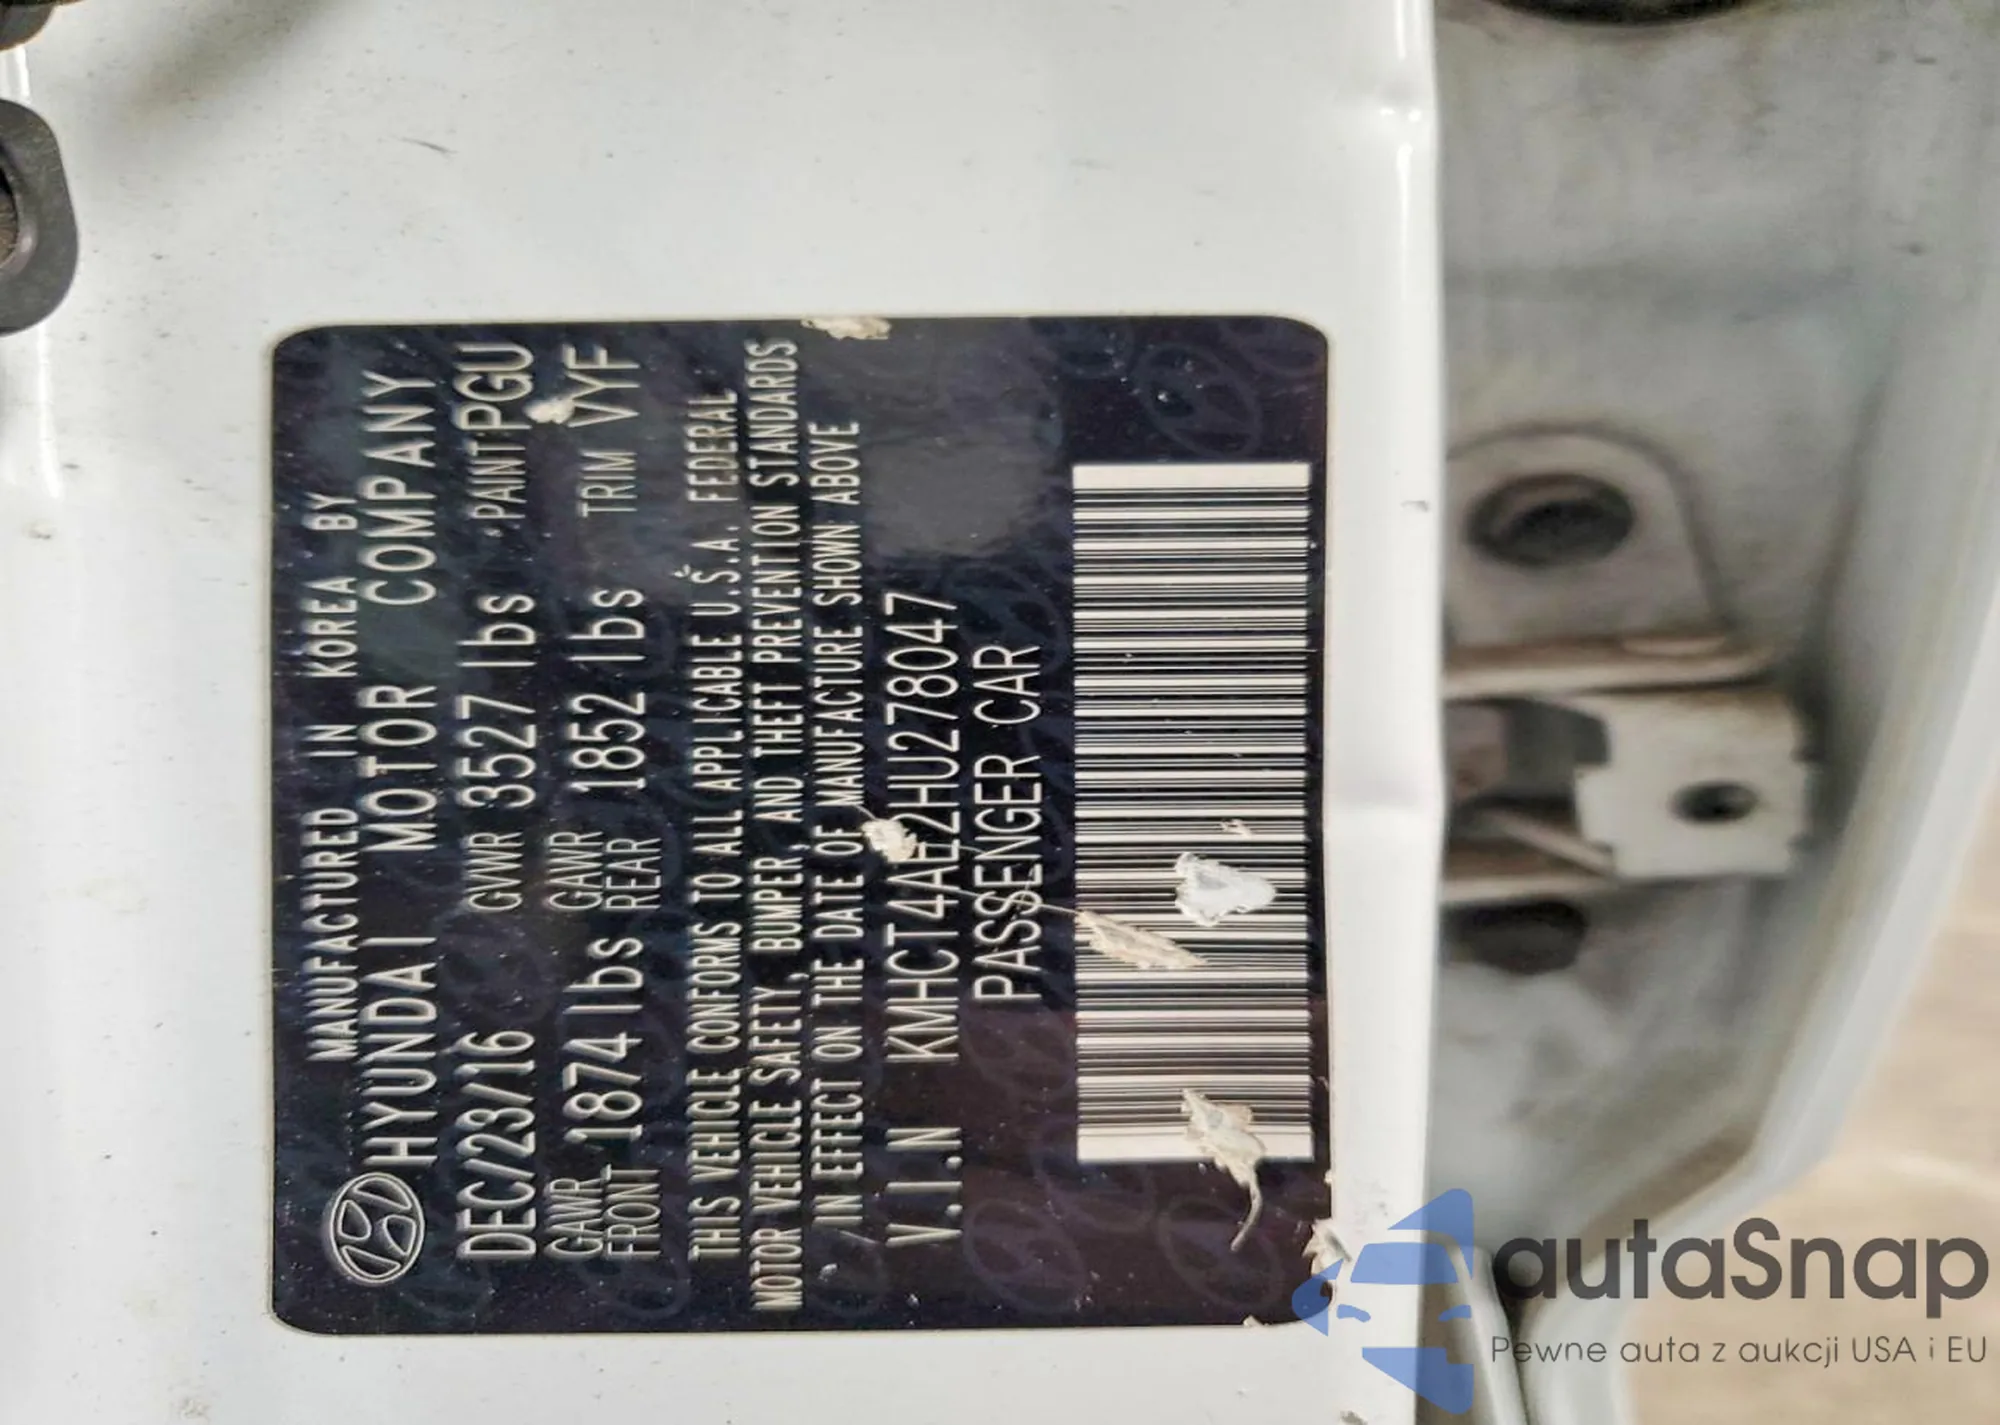 MANUFACTURED IN KOREA BY
HYUNDAI MOTOR COMPANY
DEC/23/16 GVWR 3527 lbs PAINT PGU
GAWR FRONT 1874 lbs GAWR REAR 1852 lbs TRIM VYF
THIS VEHICLE CONFORMS TO ALL APPLICABLE U.S.A. FEDERAL
MOTOR VEHICLE SAFETY, BUMPER, AND THEFT PREVENTION STANDARDS
IN EFFECT ON THE DATE OF MANUFACTURE SHOWN ABOVE
V.I.N KMHCT4AE2HU278047
PASSENGER CAR
autaSnap
Pewne auta z aukcji USA i EU